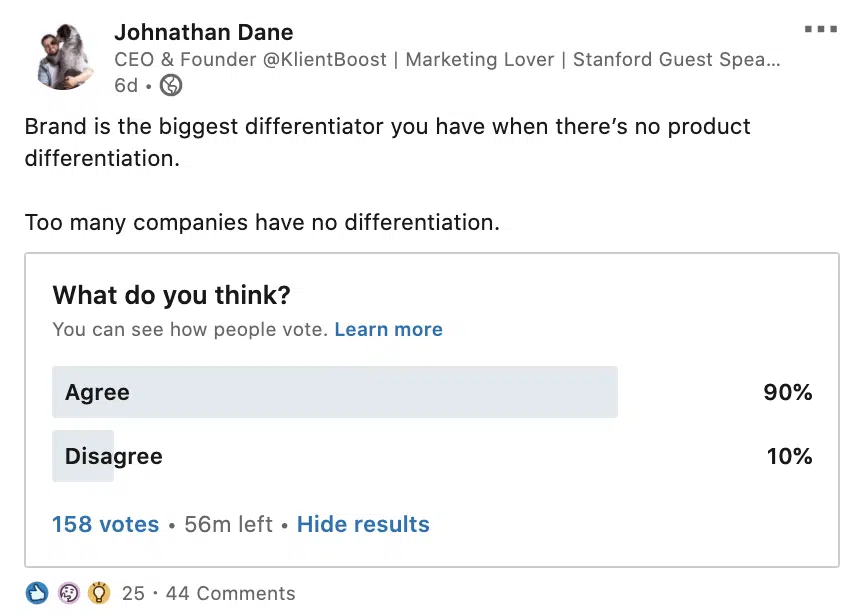 Johnathan Dane
CEO & Founder @KlientBoost | Marketing Lover | Stanford Guest Spea...
6d •
Brand is the biggest differentiator you have when there’s no product
differentiation.
Too many companies have no differentiation.
What do you think?
You can see how people vote. Learn more
Agree 90%
Disagree 10%
158 votes • 56m left • Hide results
25 · 44 Comments